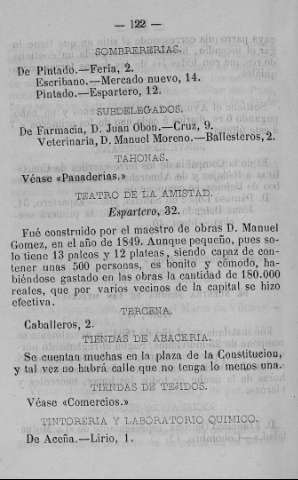 — 122 —
SOMBRERERIAS.
De Pintado.—Feria, 2.
Escribano.—Mercado nuevo, 14.
Pintado.—Espartero, 12.
SUBDELEGADOS.
De Farmacia, D. Juan Obon.—Cruz, 9.
Veterinaria, D. Manuel Moreno.—Ballesteros, 2.
TAHONAS.
Véase «Panaderias.»
TEATRO DE LA AMISTAD.
Espartero, 32.
Fué construido por el maestro de obras D. Manuel
Gomez, en el año de 1849. Aunque pequeño, pues so-
lo tiene 13 palcos y 12 plateas, siendo capaz de con-
tener unas 500 personas, es bonito y cómodo, ha-
biéndose gastado en las obras la cantidad de 180.000
reales, que por varios vecinos de la capital se hizo
efectiva.
TERCENA.
Caballeros, 2.
TIENDAS DE ABACERIA.
Se cuentan muchas en la plaza de la Constitucion,
y tal vez no habrá calle que no tenga lo menos una.
TIENDAS DE TEJIDOS.
Véase «Comercios.»
TINTORERIA Y LABORATORIO QUIMICO.
De Aceña.—Lirio, 1.